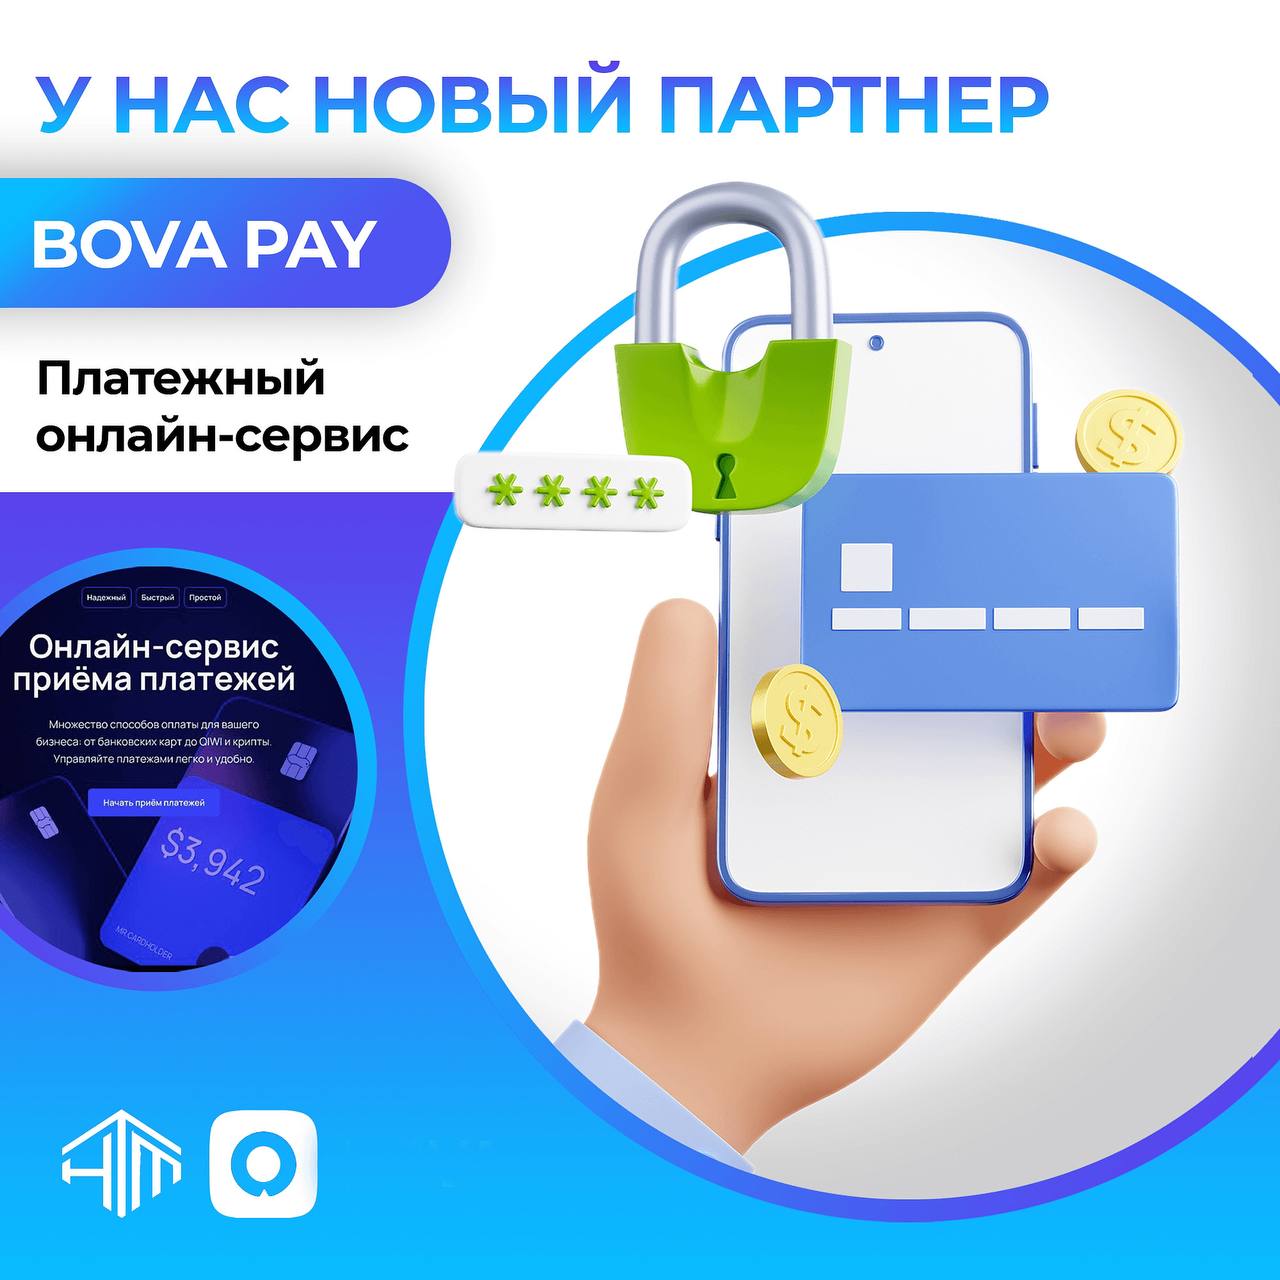 У НАС НОВЫЙ ПАРТНЕР
BOVA PAY
Платежный
онлайн-сервис
* * * *
Надежный Быстрый Простой
Онлайн-сервис
приёма платежей
Множество способов оплаты для вашего
бизнеса: от банковских карт до QIWI и крипты.
Управляйте платежами легко и удобно.
Начать приём платежей
$3,942
MR CARDHOLDER